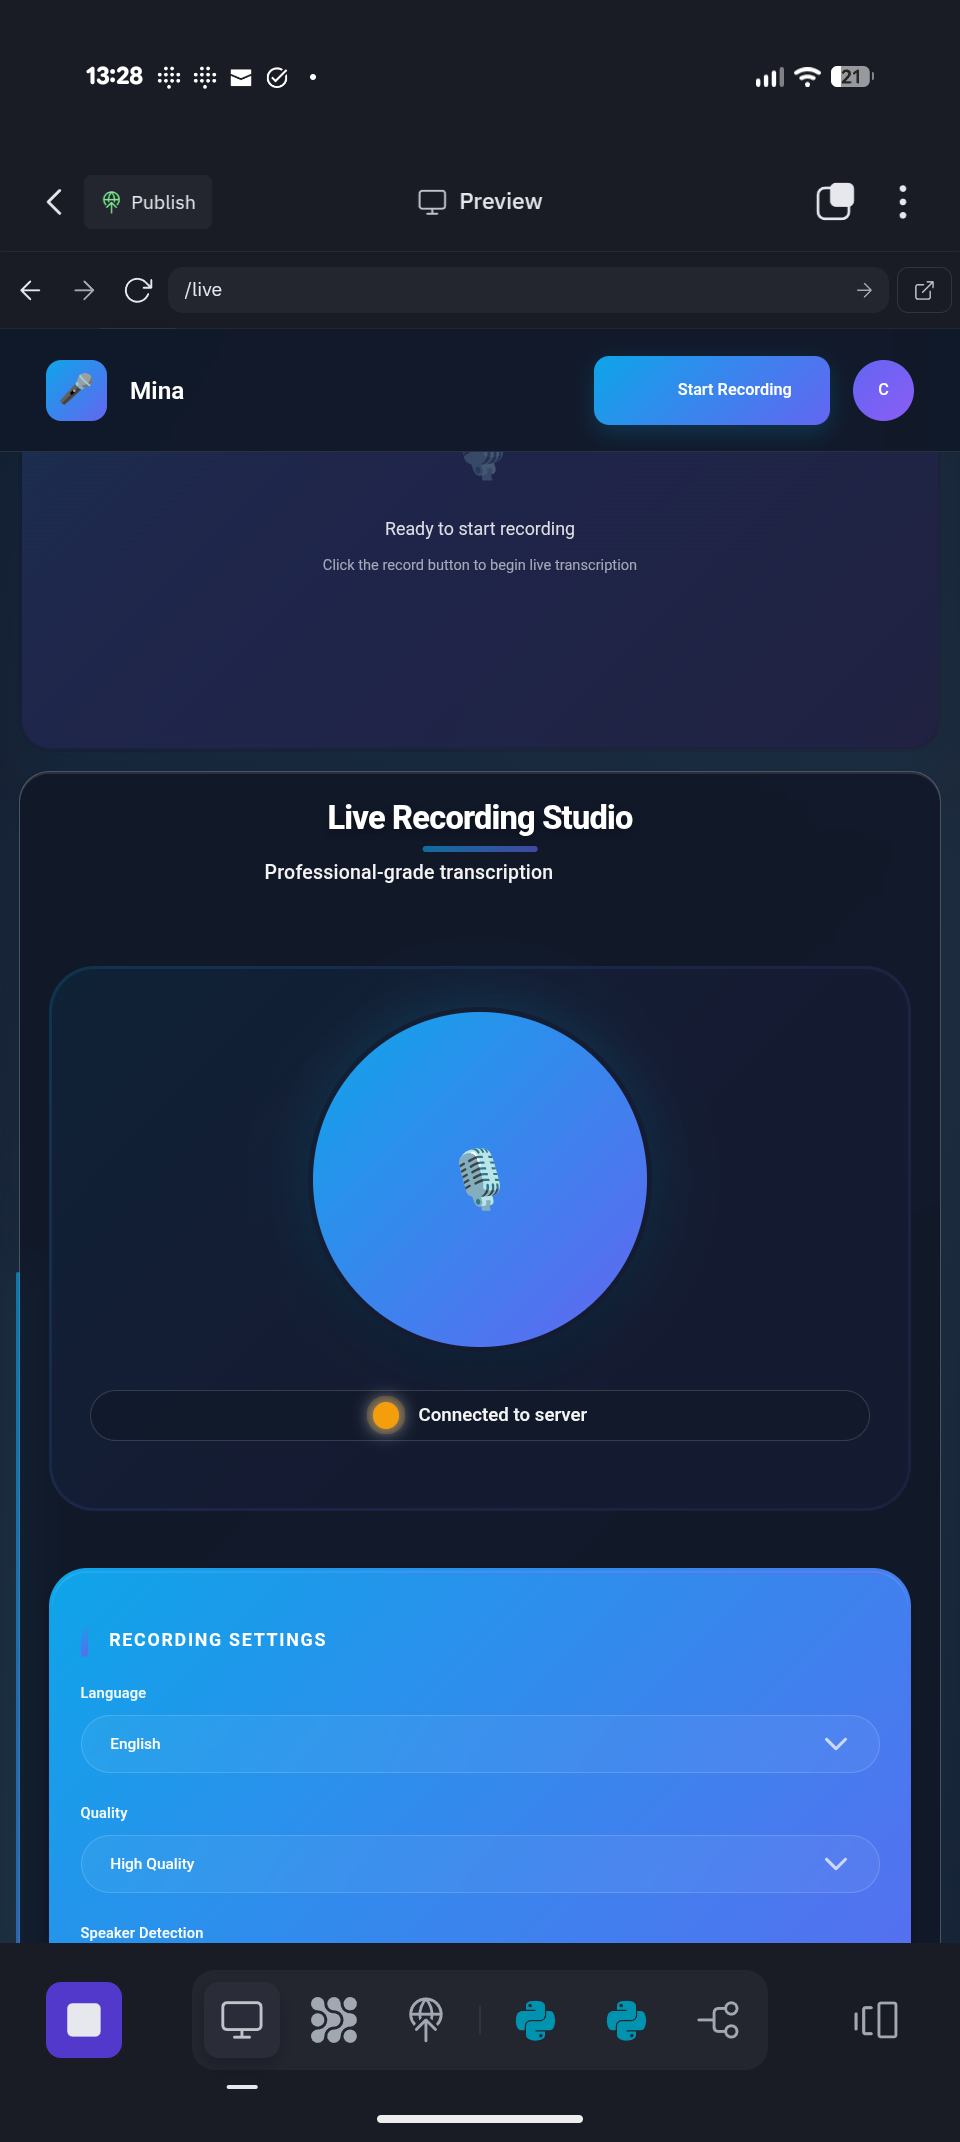 13:28
21
Publish
Preview
/live
Mina
Start Recording
C
Ready to start recording
Click the record button to begin live transcription
Live Recording Studio
Professional-grade transcription
Connected to server
RECORDING SETTINGS
Language
English
Quality
High Quality
Speaker Detection